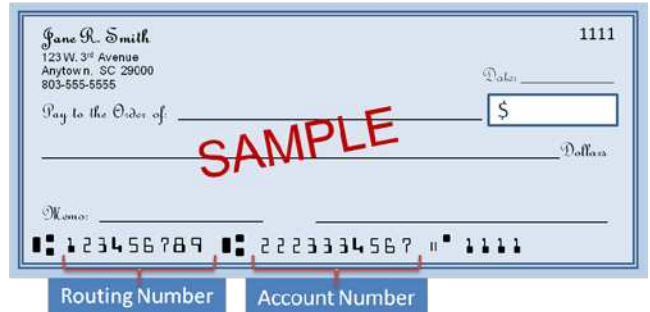 Jane R. Smith 1111
123 W. 3rd Avenue
Anytown, SC 29000
803-555-5555
Date:
Pay to the Order of: $
SAMPLE
Dollars
Memo:
⑆123456789⑆ 2223334567⑈ 1111
Routing Number Account Number